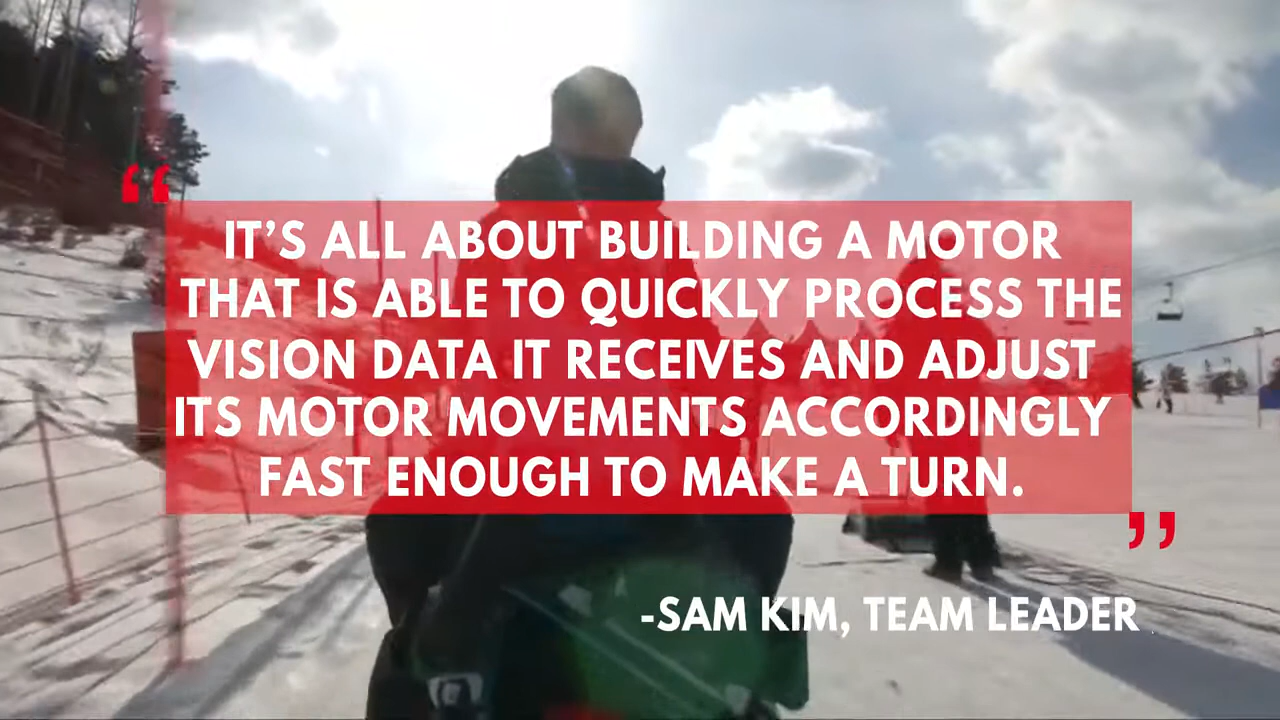 “
IT’S ALL ABOUT BUILDING A MOTOR
THAT IS ABLE TO QUICKLY PROCESS THE
VISION DATA IT RECEIVES AND ADJUST
ITS MOTOR MOVEMENTS ACCORDINGLY
FAST ENOUGH TO MAKE A TURN.
”
-SAM KIM, TEAM LEADER